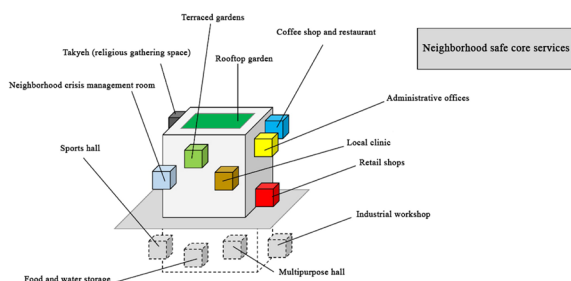 Terraced gardens
Coffee shop and restaurant
Neighborhood safe core services
Takyeh (religious gathering space)
Rooftop garden
Neighborhood crisis management room
Administrative offices
Sports hall
Local clinic
Retail shops
Industrial workshop
Multipurpose hall
Food and water storage